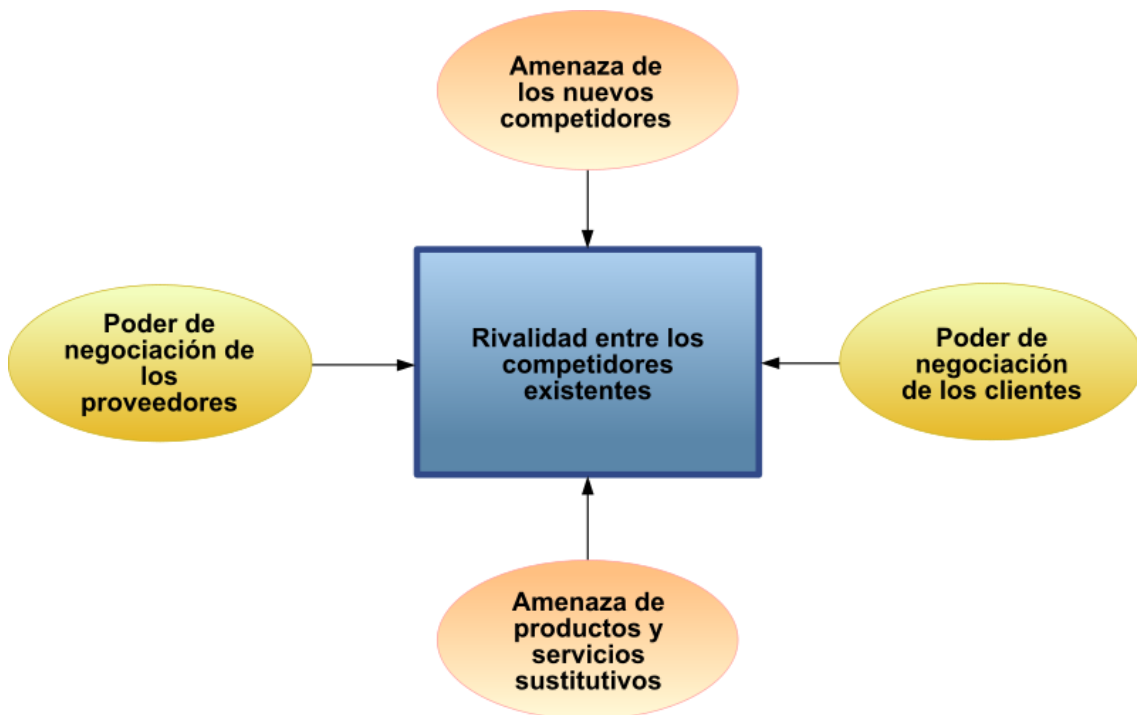 Amenaza de
los nuevos
competidores
Poder de
negociación de
los
proveedores
Rivalidad entre los
competidores
existentes
Poder de
negociación
de los clientes
Amenaza de
productos y
servicios
sustitutivos